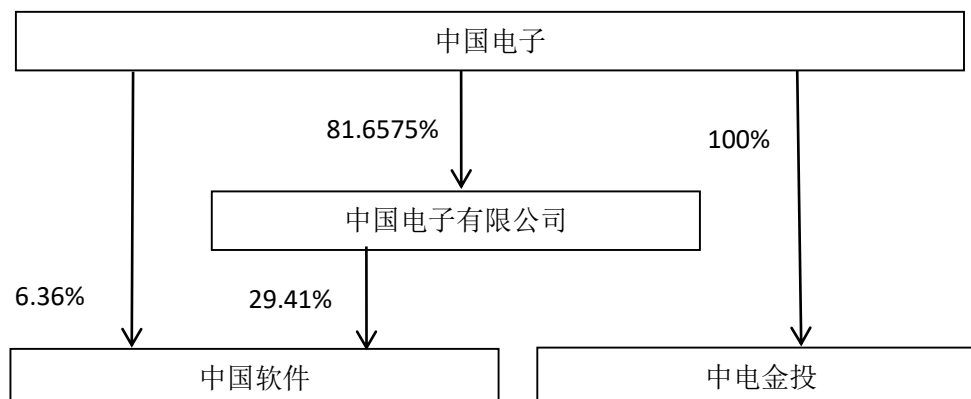 中国电子
81.6575%
100%
中国电子有限公司
6.36%
29.41%
中国软件
中电金投